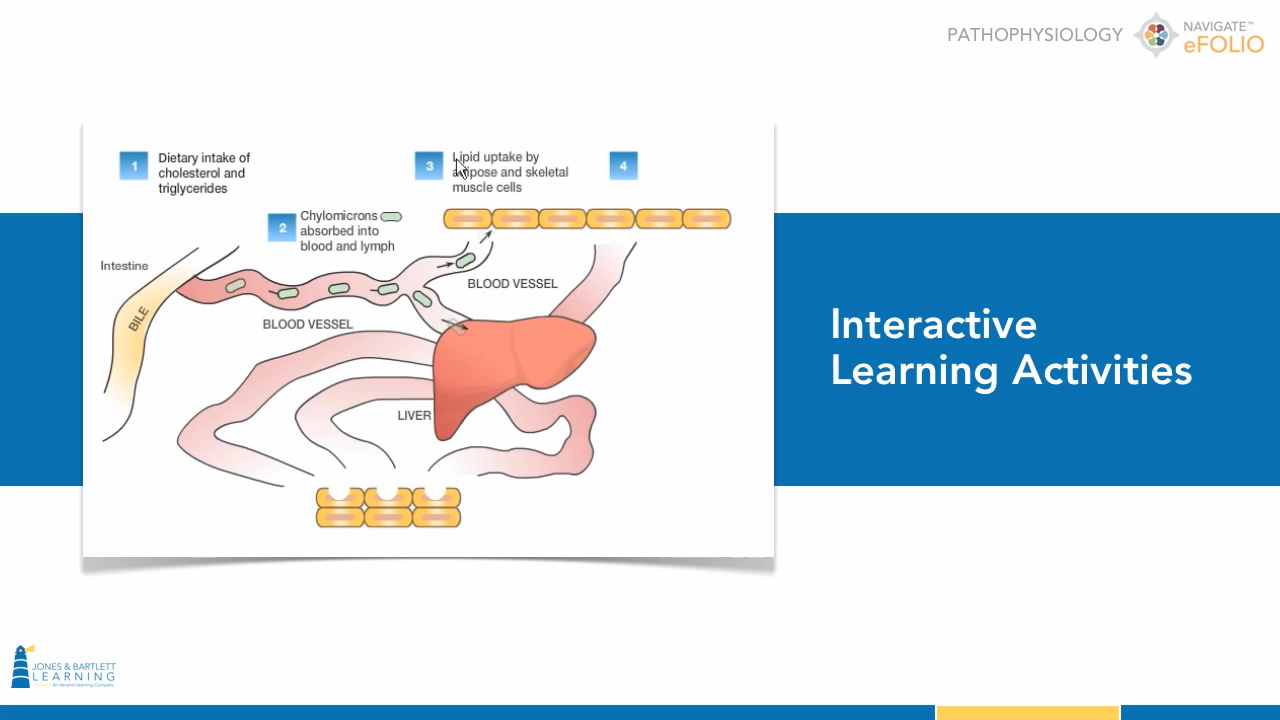 PATHOPHYSIOLOGY
NAVIGATE™
eFOLIO
1
Dietary intake of
cholesterol and
triglycerides
2
Chylomicrons
absorbed into
blood and lymph
3
Lipid uptake by
adipose and skeletal
muscle cells
4
Intestine
BILE
BLOOD VESSEL
BLOOD VESSEL
LIVER
Interactive
Learning Activities
JONES & BARTLETT
LEARNING
An Ascend Learning Company